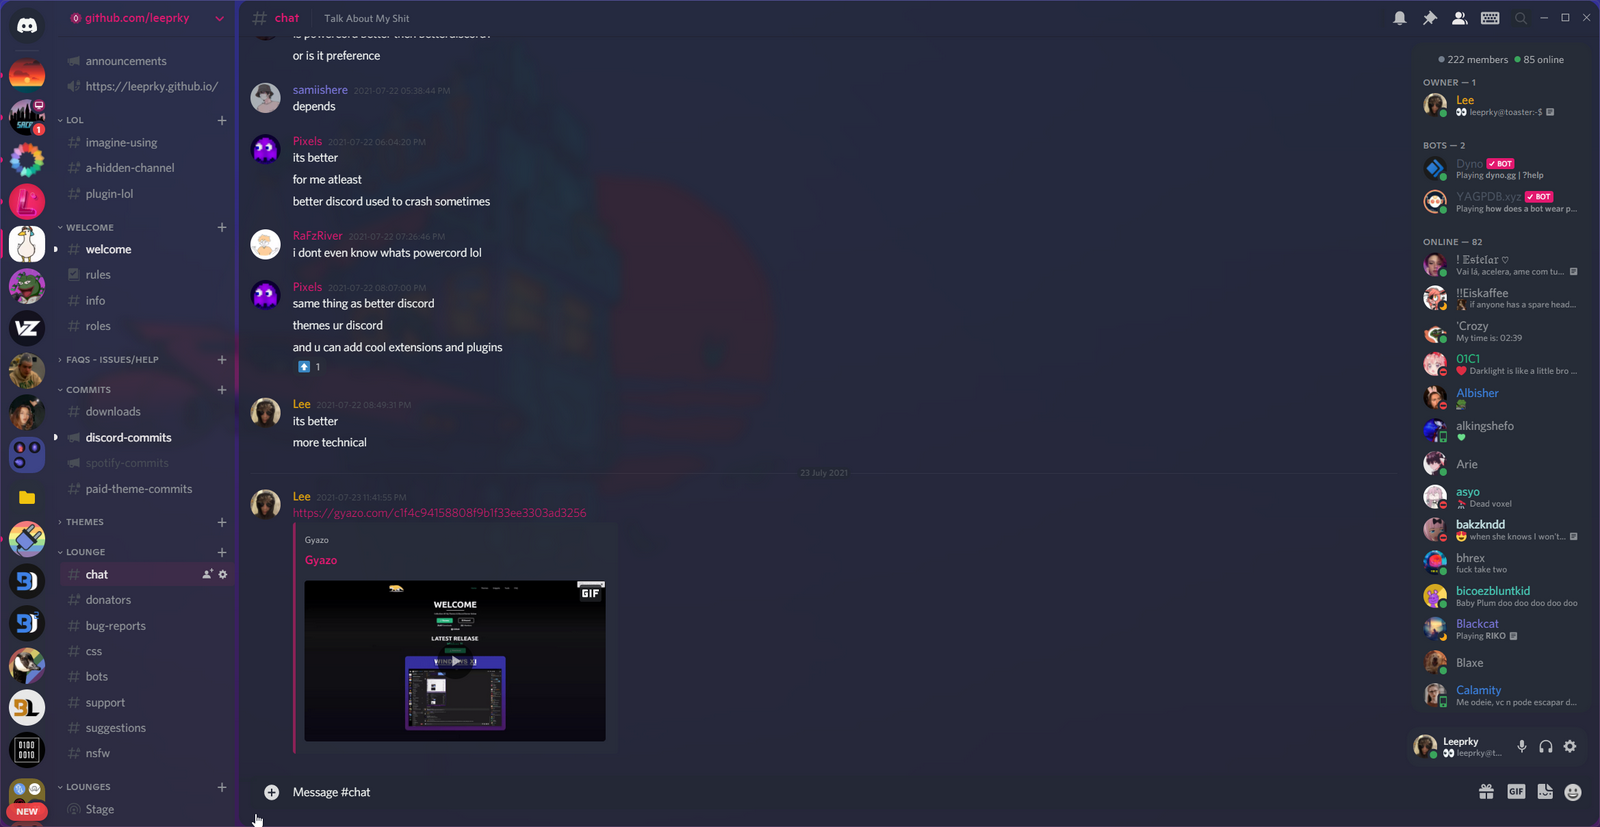 github.com/leeprky
announcements
https://leeprky.github.io/
LOL
imagine-using
a-hidden-channel
plugin-lol
WELCOME
welcome
rules
info
roles
FAQS - ISSUES/HELP
COMMITS
downloads
discord-commits
spotify-commits
paid-theme-commits
THEMES
LOUNGE
chat
donators
bug-reports
css
bots
support
suggestions
nsfw
LOUNGES
Stage
1
VZ
BL
0100
0010
NEW
chat
Talk About My Shit
is powercord better then betterdiscord?
or is it preference
samiishere 2021-07-22 05:38:44 PM
depends
Pixels 2021-07-22 06:04:20 PM
its better
for me atleast
better discord used to crash sometimes
RaFzRiver 2021-07-22 07:26:46 PM
i dont even know whats powercord lol
Pixels 2021-07-22 08:07:00 PM
same thing as better discord
themes ur discord
and u can add cool extensions and plugins
1
Lee 2021-07-22 08:49:31 PM
its better
more technical
23 July 2021
Lee 2021-07-23 11:41:55 PM
https://gyazo.com/c1f4c94158808f9b1f33ee3303ad3256
Gyazo
Gyazo
GIF
WELCOME
LATEST RELEASE
Message #chat
GIF
222 members 85 online
OWNER — 1
Lee
leeprky@toaster:~$
BOTS — 2
Dyno BOT
Playing dyno.gg | ?help
YAGPDB.xyz BOT
Playing how does a bot wear p...
ONLINE — 82
! 𝔼𝕤𝕥𝕖𝕝𝕒𝕣 ♡
Vai lá, acelera, ame com tu...
!!Eiskaffee
if anyone has a spare head...
'Crozy
My time is: 02:39
01C1
Darklight is like a little bro ...
Albisher
alkingshefo
Arie
asyo
Dead voxel
bakzkndd
when she knows I won't...
bhrex
fuck take two
bicoezbluntkid
Baby Plum doo doo doo doo doo
Blackcat
Playing RIKO
Blaxe
Calamity
Me odeie, vc n pode escapar d...
Leeprky
leeprky@t...